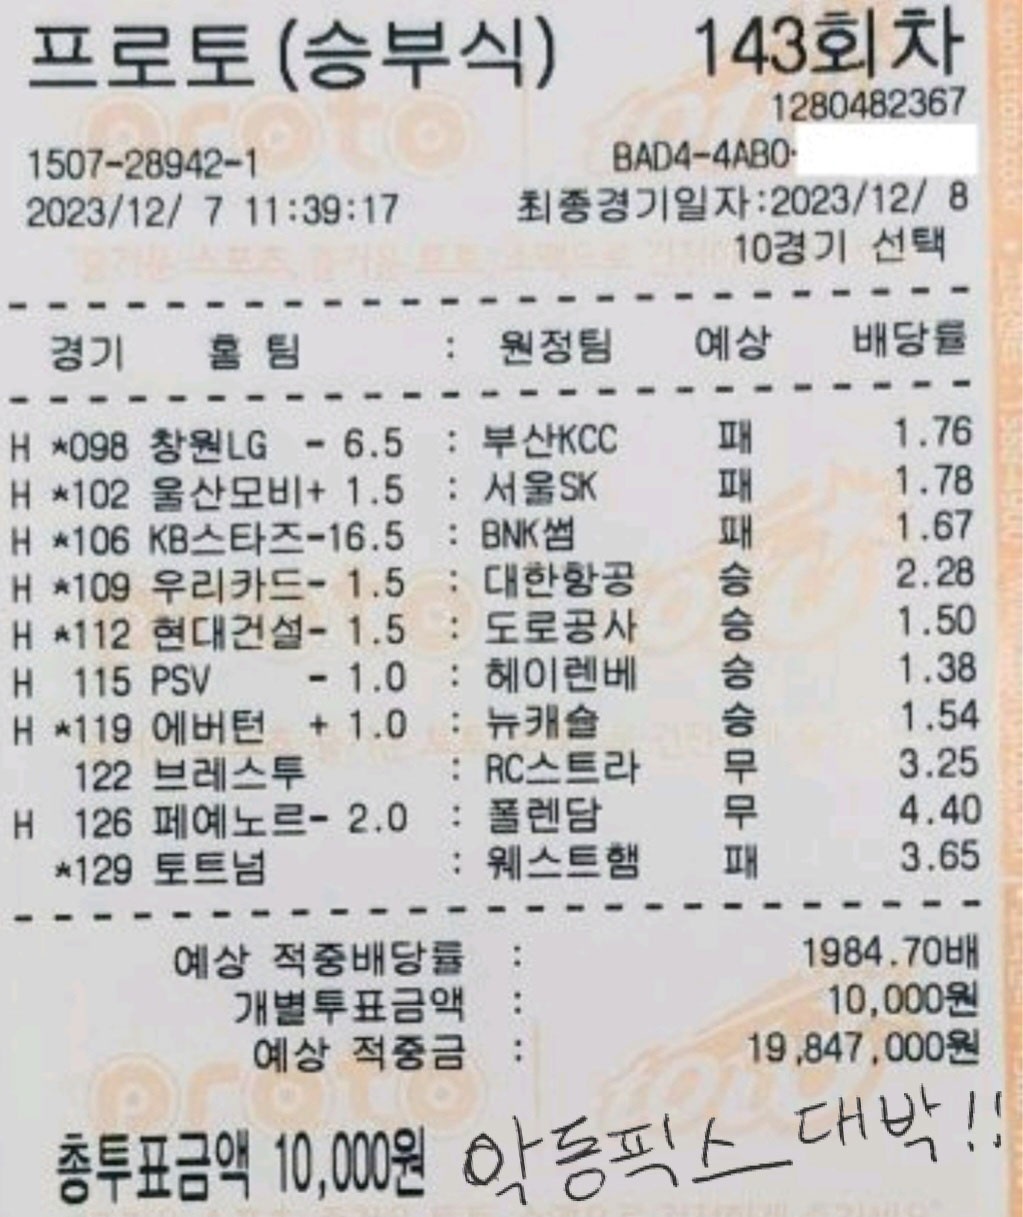 프로토(승부식) 143회차
1280482367
1507-28942-1 BAD4-4AB0-
2023/12/ 7 11:39:17 최종경기일자:2023/12/ 8
10경기 선택
경기 홈 팀 : 원정팀 예상 배당률
H *098 창원LG - 6.5 : 부산KCC 패 1.76
H *102 울산모비+ 1.5 : 서울SK 패 1.78
H *106 KB스타즈-16.5 : BNK썸 패 1.67
H *109 우리카드- 1.5 : 대한항공 승 2.28
H *112 현대건설- 1.5 : 도로공사 승 1.50
H 115 PSV - 1.0 : 헤이렌베 승 1.38
H *119 에버턴 + 1.0 : 뉴캐슬 승 1.54
122 브레스투 : RC스트라 무 3.25
H 126 페예노르- 2.0 : 폴렌담 무 4.40
*129 토트넘 : 웨스트햄 패 3.65
예상 적중배당률 : 1984.70배
개별투표금액 : 10,000원
예상 적중금 : 19,847,000원
총투표금액 10,000원 악동픽스 대박!!